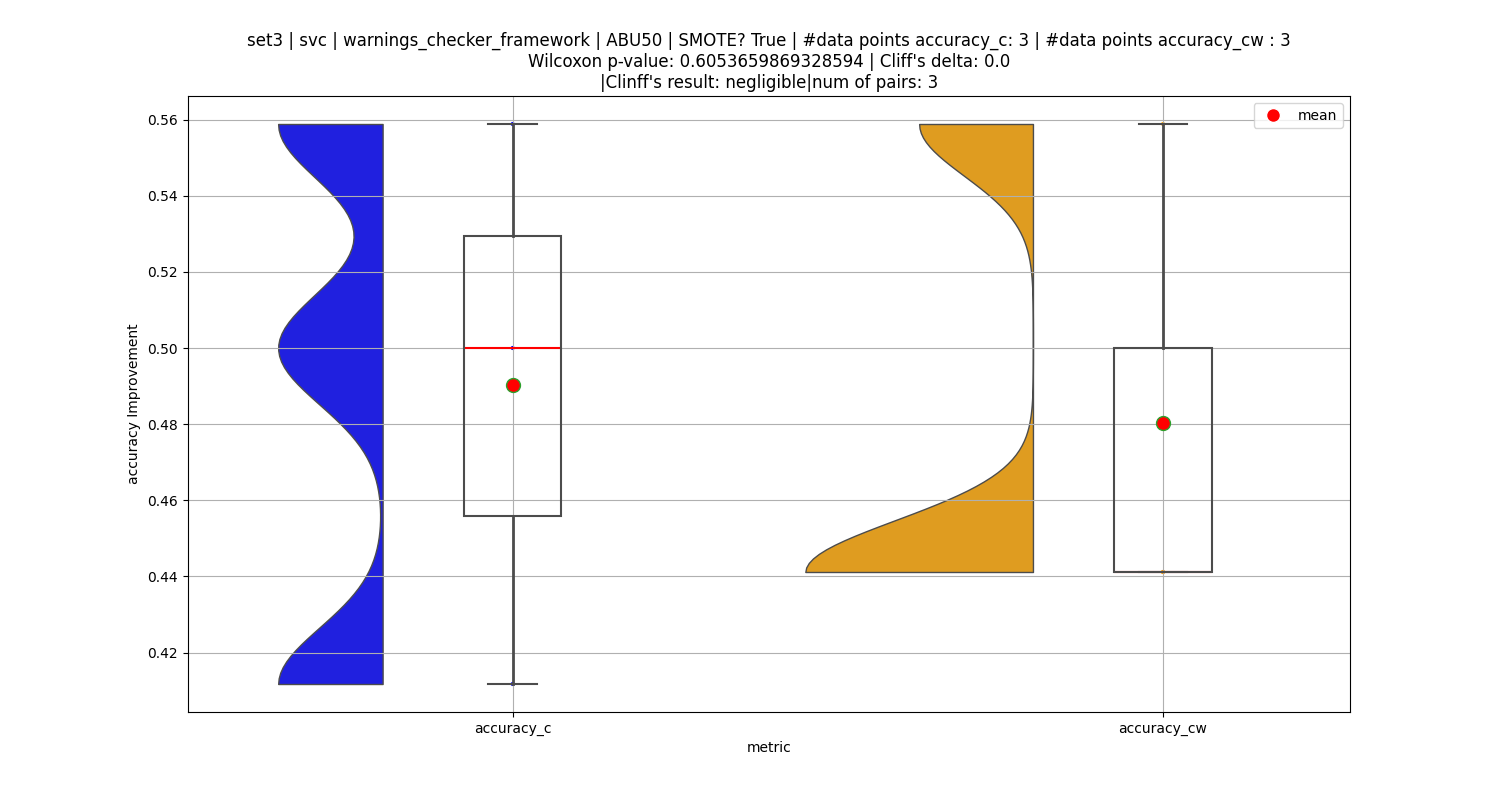 set3 | svc | warnings_checker_framework | ABU50 | SMOTE? True | #data points accuracy_c: 3 | #data points accuracy_cw : 3
Wilcoxon p-value: 0.6053659869328594 | Cliff's delta: 0.0
|Clinff's result: negligible|num of pairs: 3
mean
0.56
0.54
0.52
0.50
0.48
0.46
0.44
0.42
accuracy Improvement
accuracy_c
accuracy_cw
metric